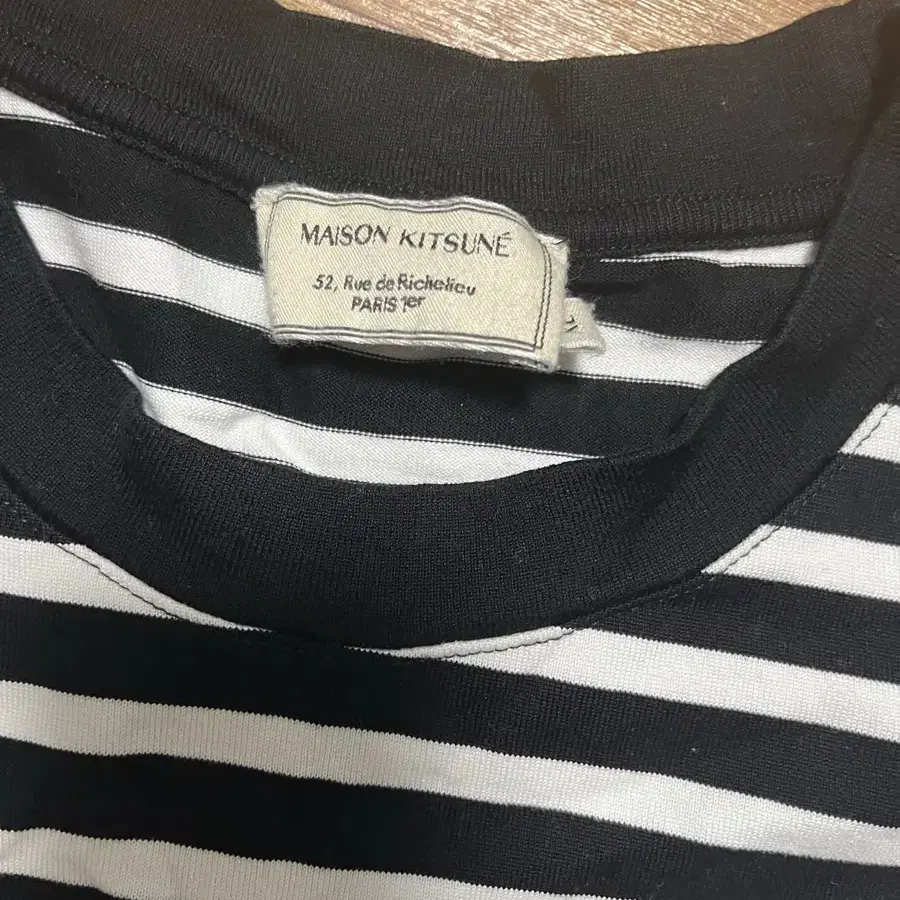 MAISON KITSUNÉ
52, Rue de Richelieu
PARIS 1er